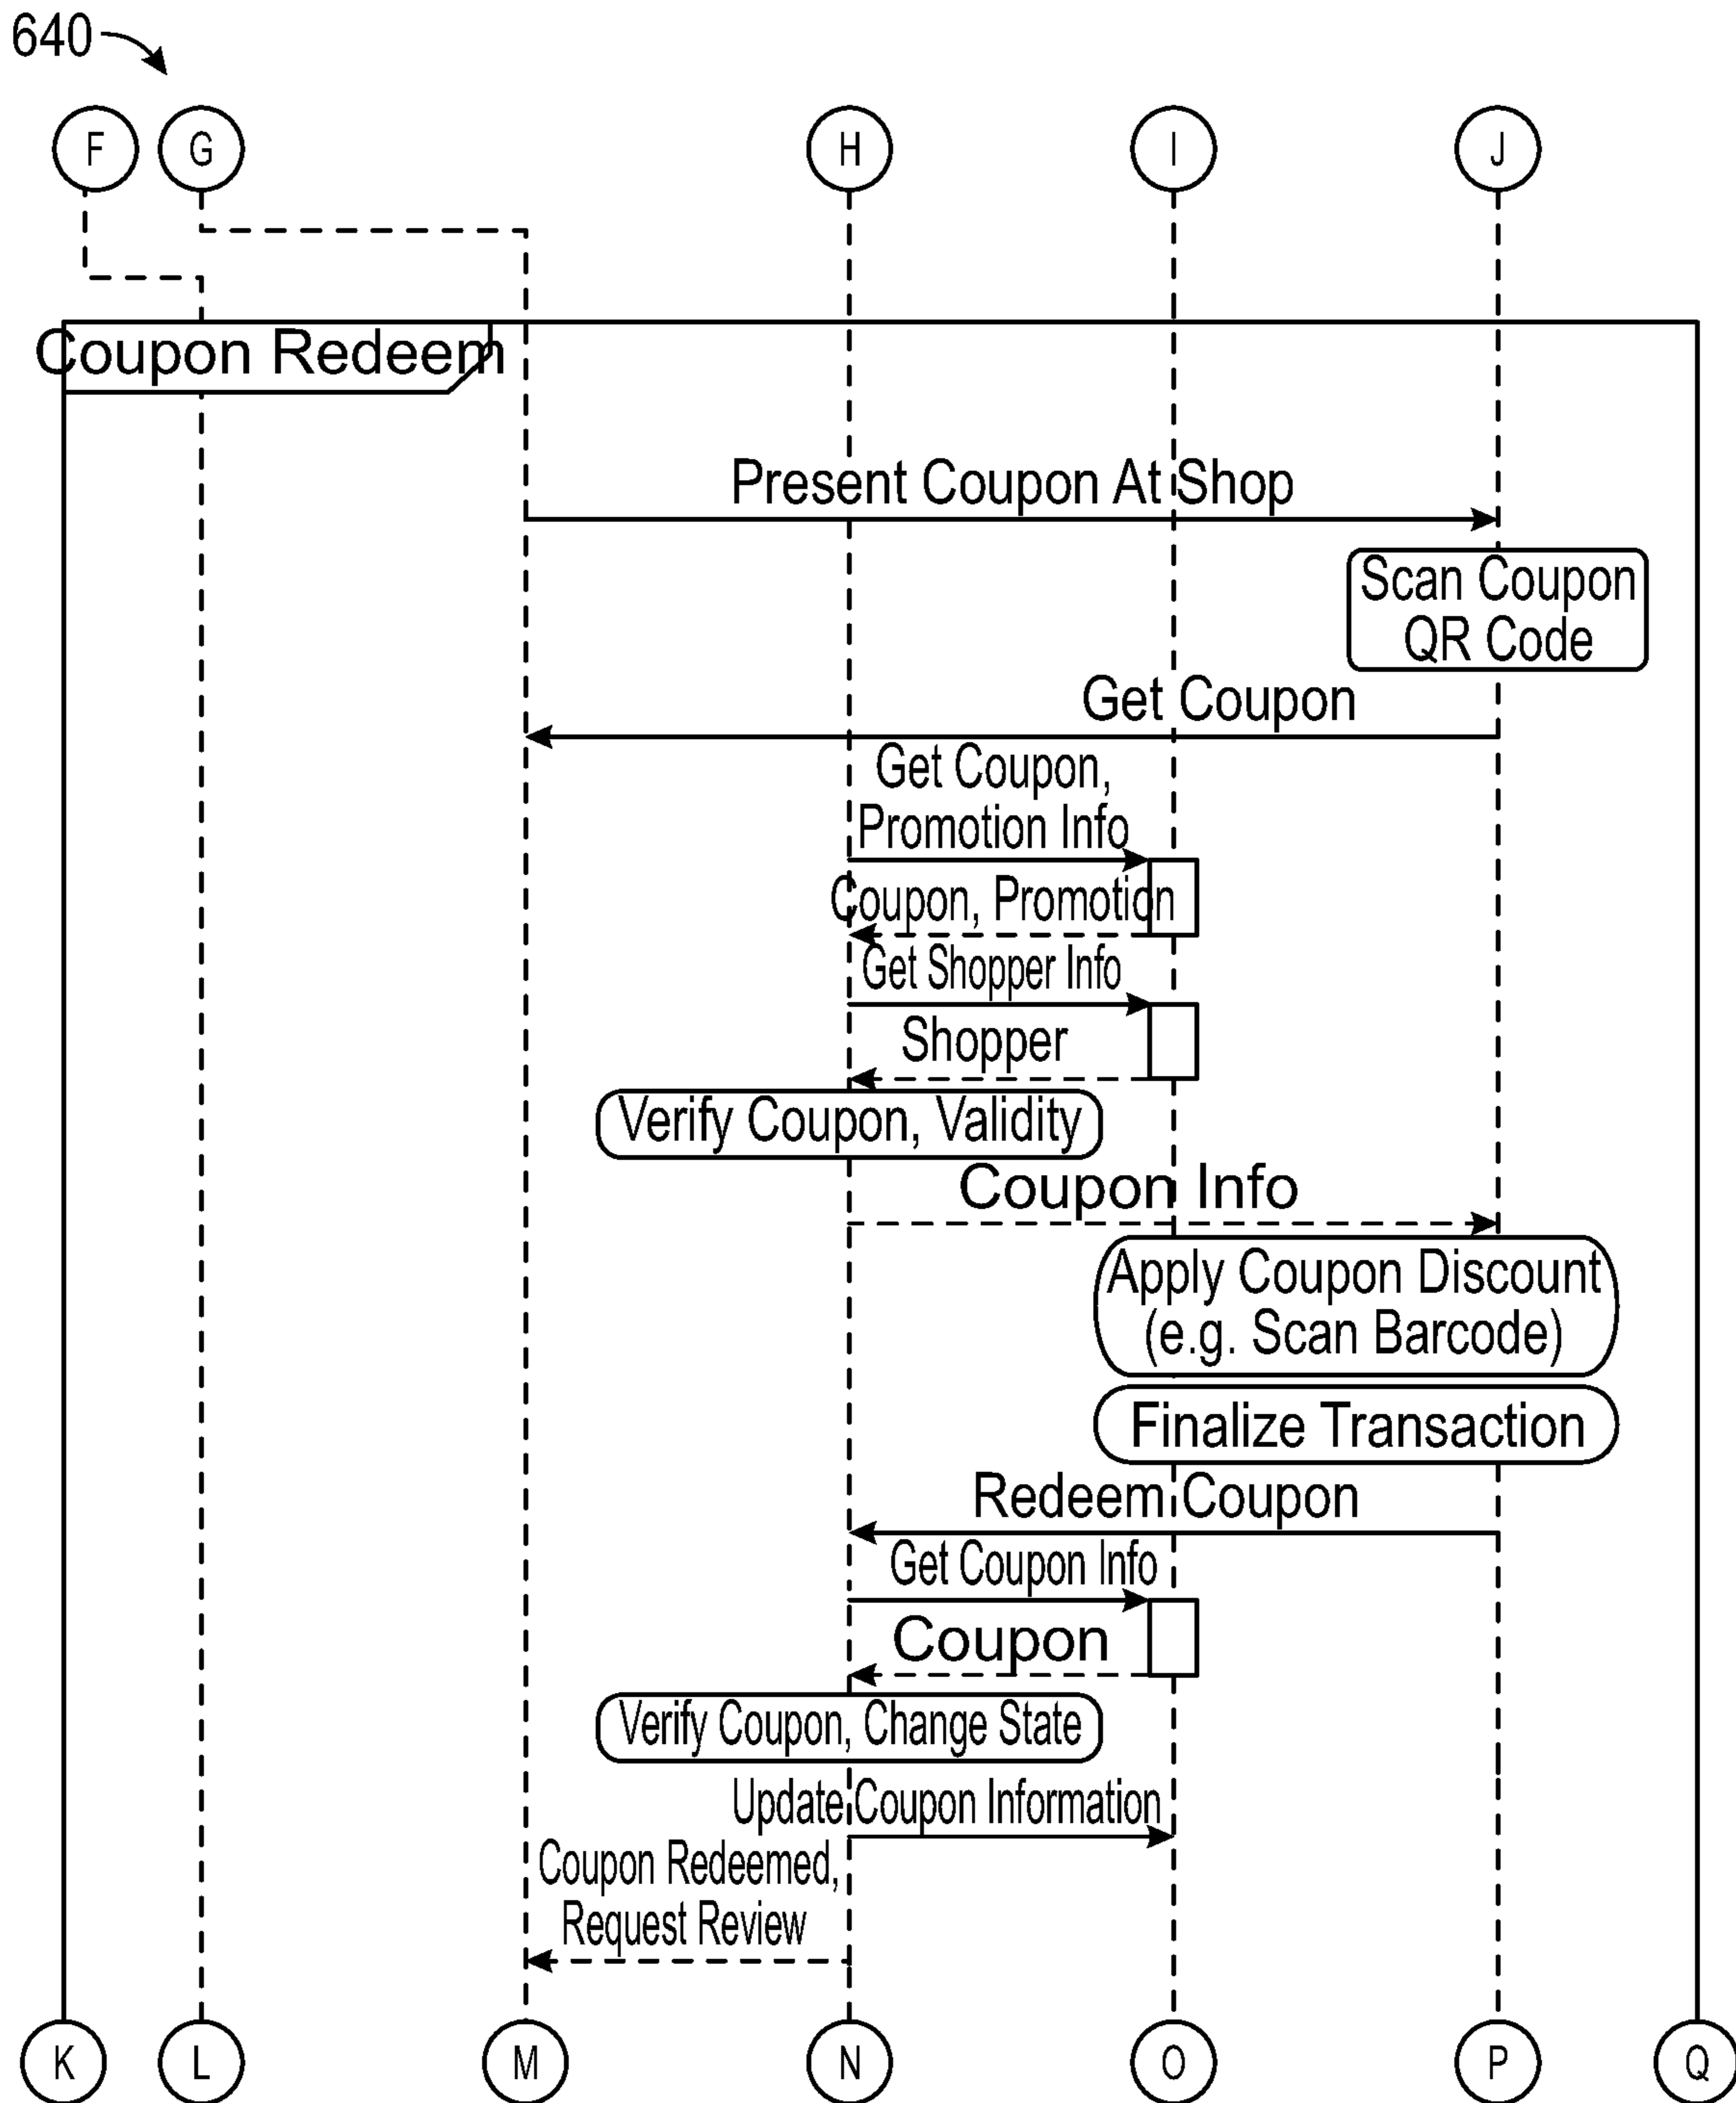 640
F G H I J
Coupon Redeem
Present Coupon At Shop
Scan Coupon
QR Code
Get Coupon
Get Coupon,
Promotion Info
Coupon, Promotion
Get Shopper Info
Shopper
Verify Coupon, Validity
Coupon Info
Apply Coupon Discount
(e.g. Scan Barcode)
Finalize Transaction
Redeem Coupon
Get Coupon Info
Coupon
Verify Coupon, Change State
Update Coupon Information
Coupon Redeemed,
Request Review
K L M N O P Q